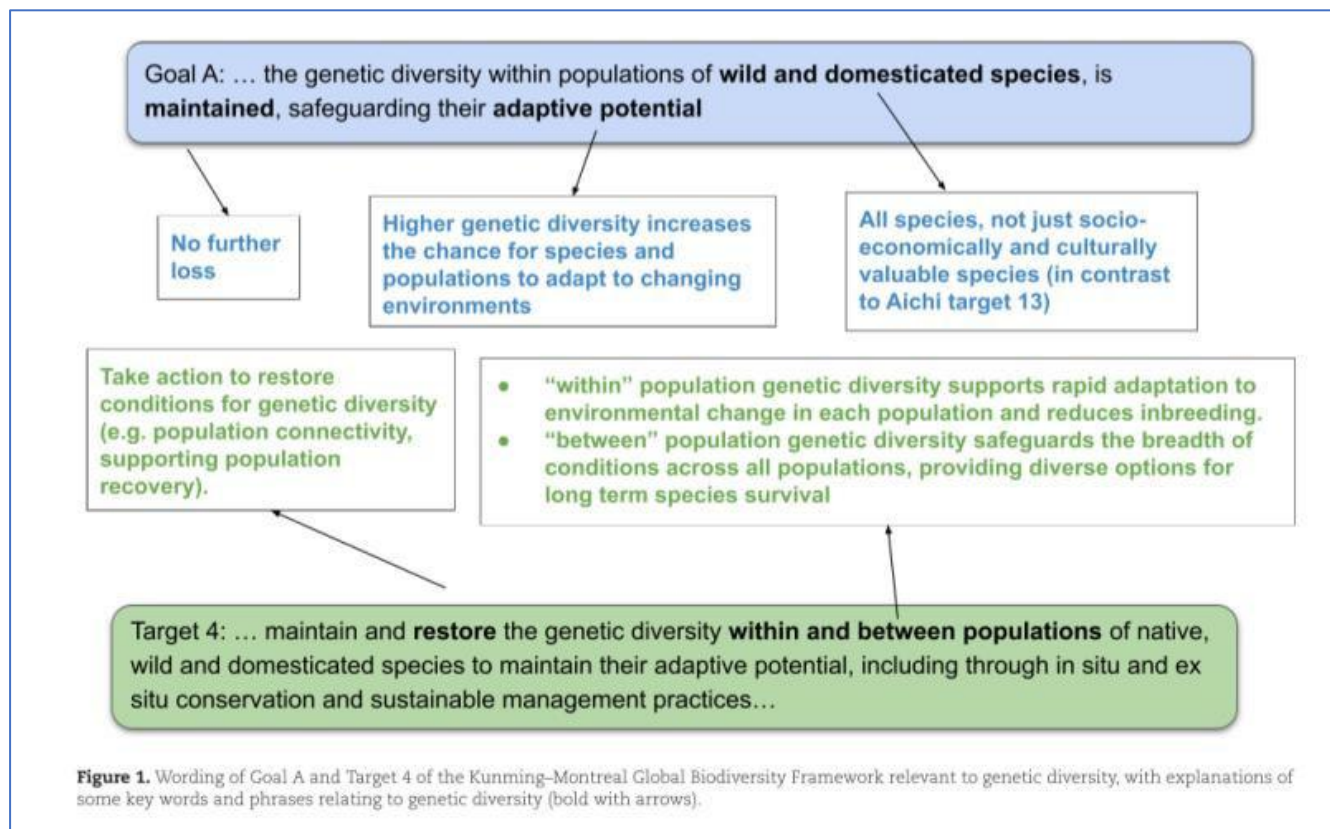 Goal A: … the genetic diversity within populations of wild and domesticated species, is
maintained, safeguarding their adaptive potential
No further
loss
Higher genetic diversity increases
the chance for species and
populations to adapt to changing
environments
All species, not just socio-
economically and culturally
valuable species (in contrast
to Aichi target 13)
Take action to restore
conditions for genetic diversity
(e.g. population connectivity,
supporting population
recovery).
● “within” population genetic diversity supports rapid adaptation to
environmental change in each population and reduces inbreeding.
● “between” population genetic diversity safeguards the breadth of
conditions across all populations, providing diverse options for
long term species survival
Target 4: … maintain and restore the genetic diversity within and between populations of native,
wild and domesticated species to maintain their adaptive potential, including through in situ and ex
situ conservation and sustainable management practices…
Figure 1. Wording of Goal A and Target 4 of the Kunming–Montreal Global Biodiversity Framework relevant to genetic diversity, with explanations of
some key words and phrases relating to genetic diversity (bold with arrows).